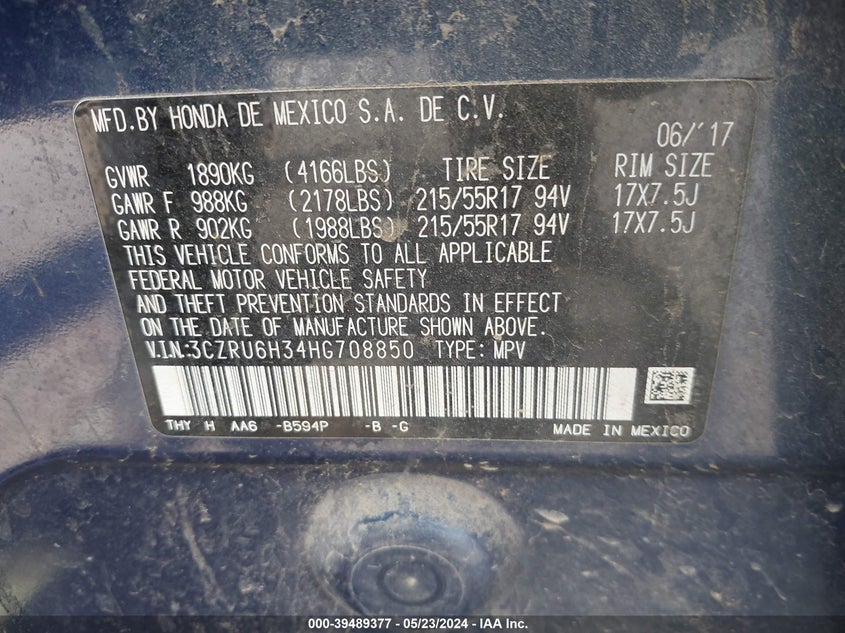 MFD.BY HONDA DE MEXICO S.A. DE C.V.
06/'17
GVWR 1890KG (4166LBS) TIRE SIZE RIM SIZE
GAWR F 988KG (2178LBS) 215/55R17 94V 17X7.5J
GAWR R 902KG (1988LBS) 215/55R17 94V 17X7.5J
THIS VEHICLE CONFORMS TO ALL APPLICABLE
FEDERAL MOTOR VEHICLE SAFETY
AND THEFT PREVENTION STANDARDS IN EFFECT
ON THE DATE OF MANUFACTURE SHOWN ABOVE.
V.I.N.:3CZRU6H34HG708850 TYPE: MPV
THY H AA6 -B594P -B -G MADE IN MEXICO
000-39489377 - 05/23/2024 - IAA Inc.